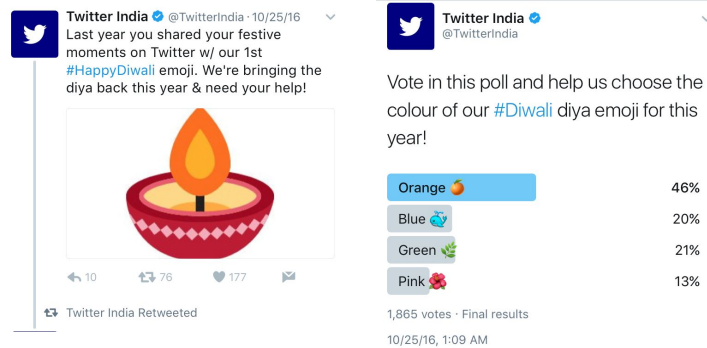 Twitter India @TwitterIndia · 10/25/16
Last year you shared your festive
moments on Twitter w/ our 1st
#HappyDiwali emoji. We're bringing the
diya back this year & need your help!
10 76 177
Twitter India Retweeted
Twitter India
@TwitterIndia
Vote in this poll and help us choose the
colour of our #Diwali diya emoji for this
year!
Orange 46%
Blue 20%
Green 21%
Pink 13%
1,865 votes · Final results
10/25/16, 1:09 AM